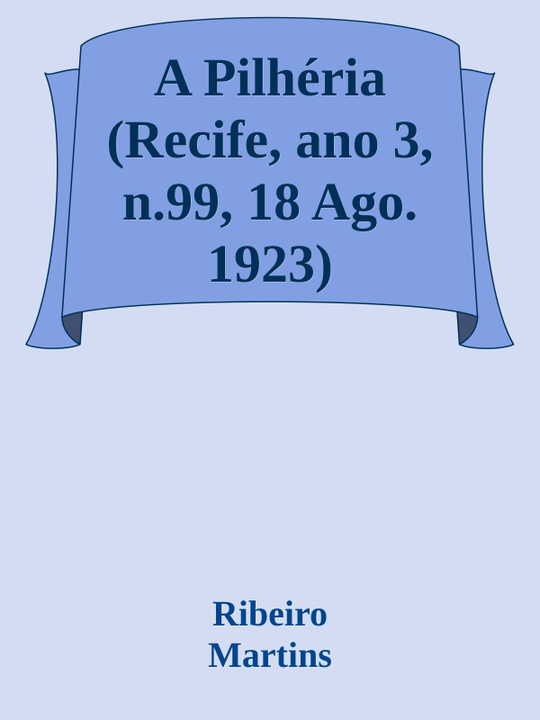 A Pilhéria
(Recife, ano 3,
n.99, 18 Ago.
1923)
Ribeiro
Martins